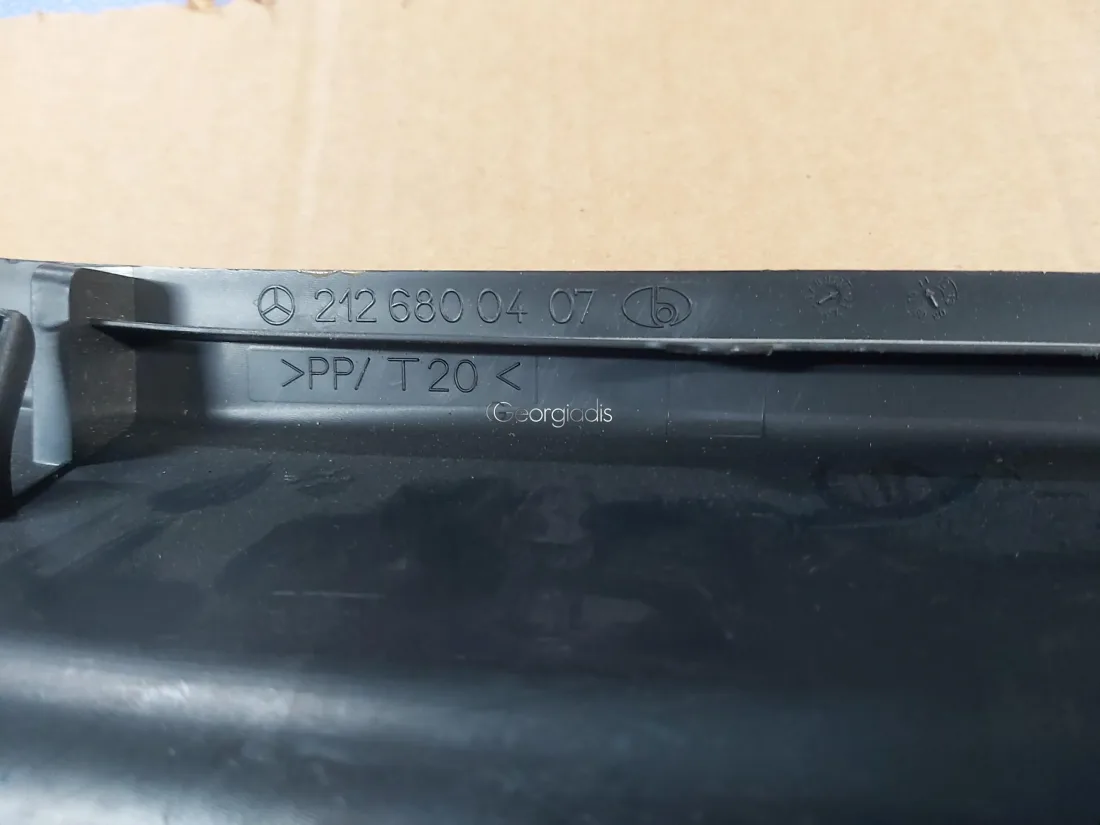 212 680 04 07 b
>PP/ T20 <
Georgiadis